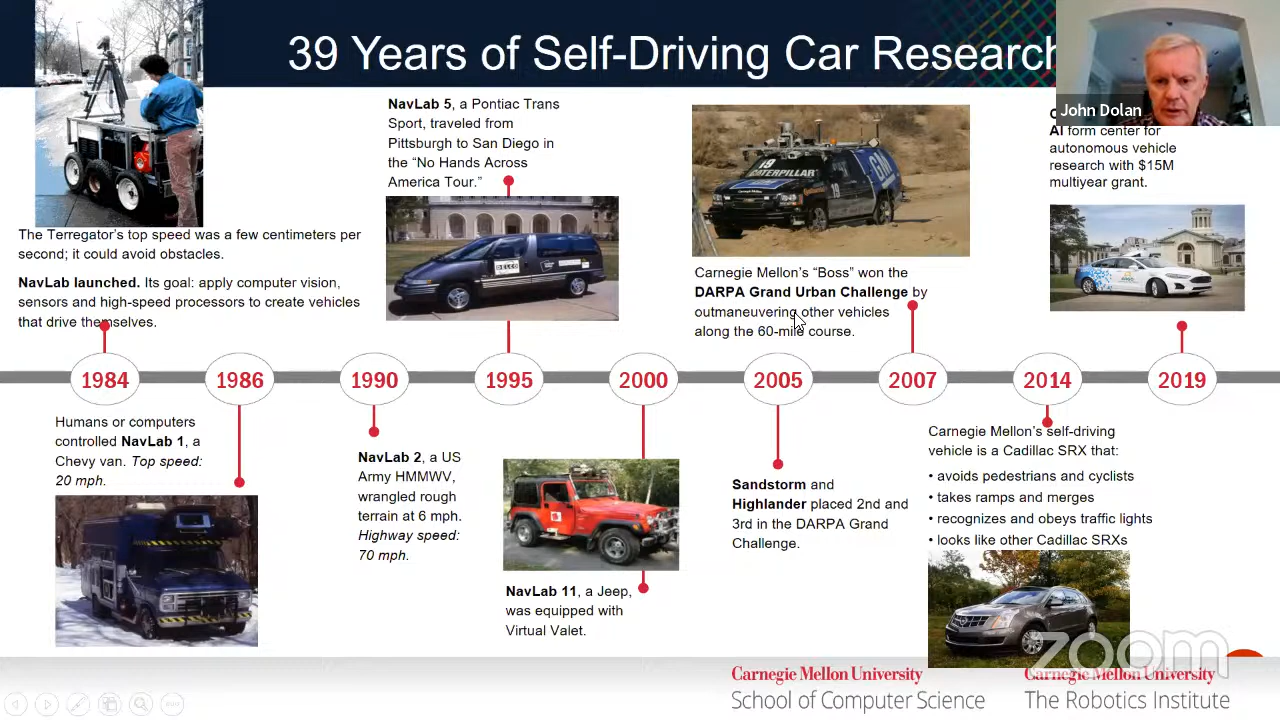 39 Years of Self-Driving Car Research
John Dolan
The Terregator's top speed was a few centimeters per
second; it could avoid obstacles.
NavLab launched. Its goal: apply computer vision,
sensors and high-speed processors to create vehicles
that drive themselves.
NavLab 5, a Pontiac Trans
Sport, traveled from
Pittsburgh to San Diego in
the “No Hands Across
America Tour.”
DELCO
19
CATERPILLAR
GM
19
Carnegie Mellon's “Boss” won the
DARPA Grand Urban Challenge by
outmaneuvering other vehicles
along the 60-mile course.
AI form center for
autonomous vehicle
research with $15M
multiyear grant.
1984
1986
1990
1995
2000
2005
2007
2014
2019
Humans or computers
controlled NavLab 1, a
Chevy van. Top speed:
20 mph.
NavLab 2, a US
Army HMMWV,
wrangled rough
terrain at 6 mph.
Highway speed:
70 mph.
NavLab 11, a Jeep,
was equipped with
Virtual Valet.
Sandstorm and
Highlander placed 2nd and
3rd in the DARPA Grand
Challenge.
Carnegie Mellon's self-driving
vehicle is a Cadillac SRX that:
• avoids pedestrians and cyclists
• takes ramps and merges
• recognizes and obeys traffic lights
• looks like other Cadillac SRXs
zoom
Carnegie Mellon University
School of Computer Science
Carnegie Mellon University
The Robotics Institute